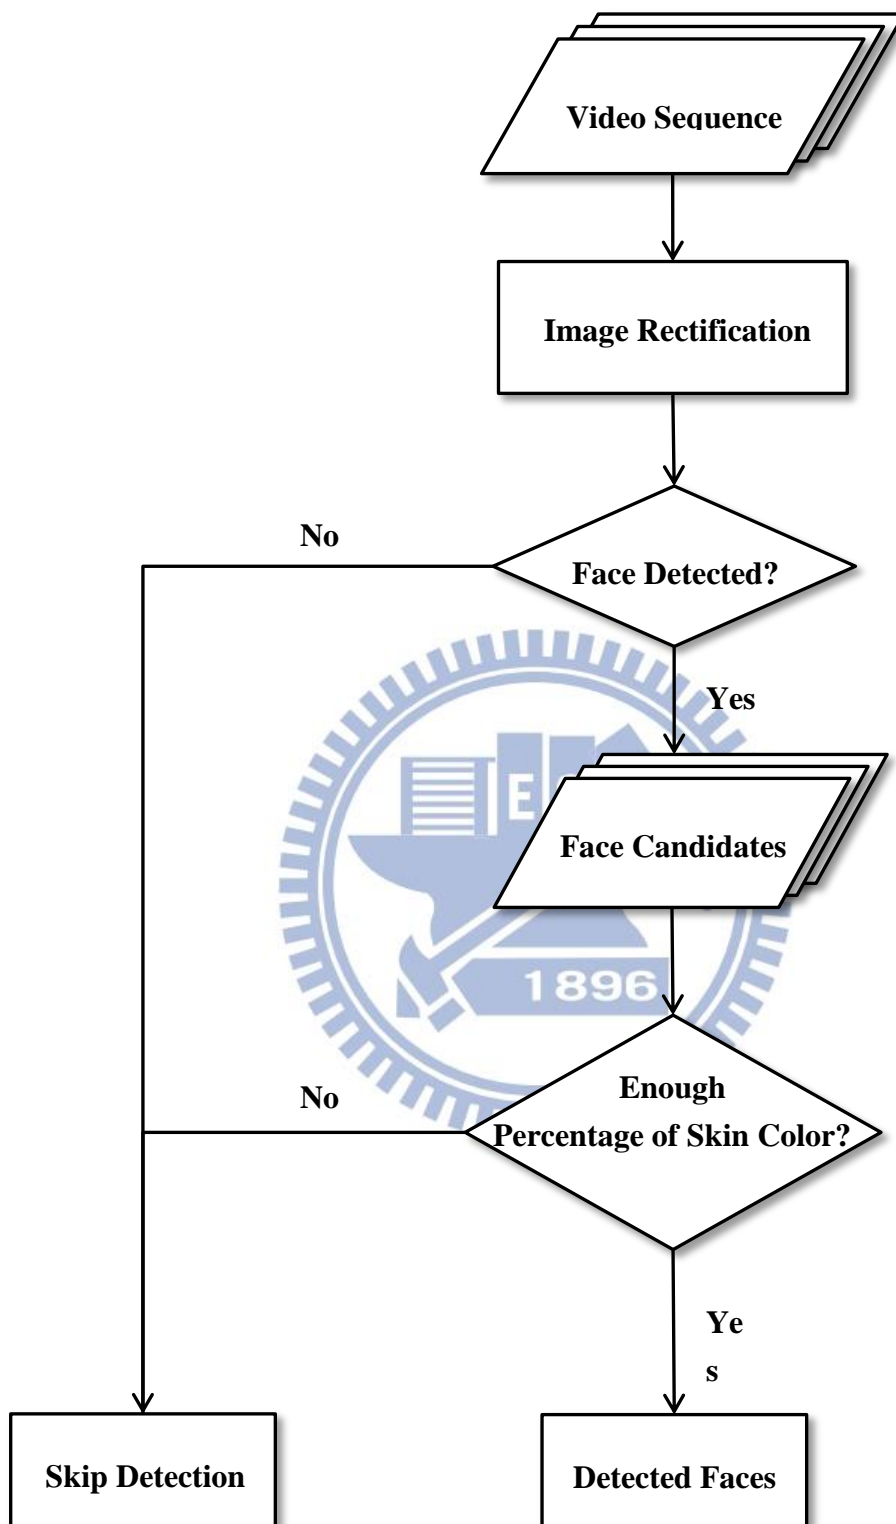 Video Sequence
Image Rectification
No
Face Detected?
Yes
E
Face Candidates
1896
No
Enough
Percentage of Skin Color?
Ye
s
Skip Detection
Detected Faces